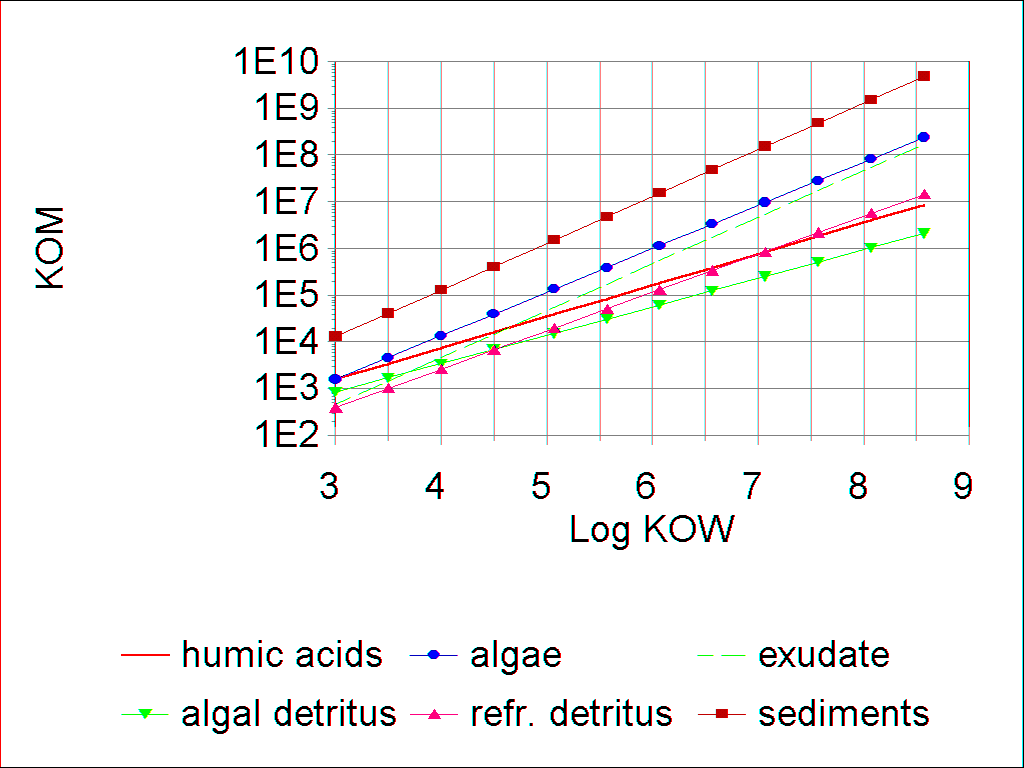 1E10
1E9
1E8
1E7
1E6
1E5
1E4
1E3
1E2
KOM
3 4 5 6 7 8 9
Log KOW
humic acids algae exudate
algal detritus refr. detritus sediments